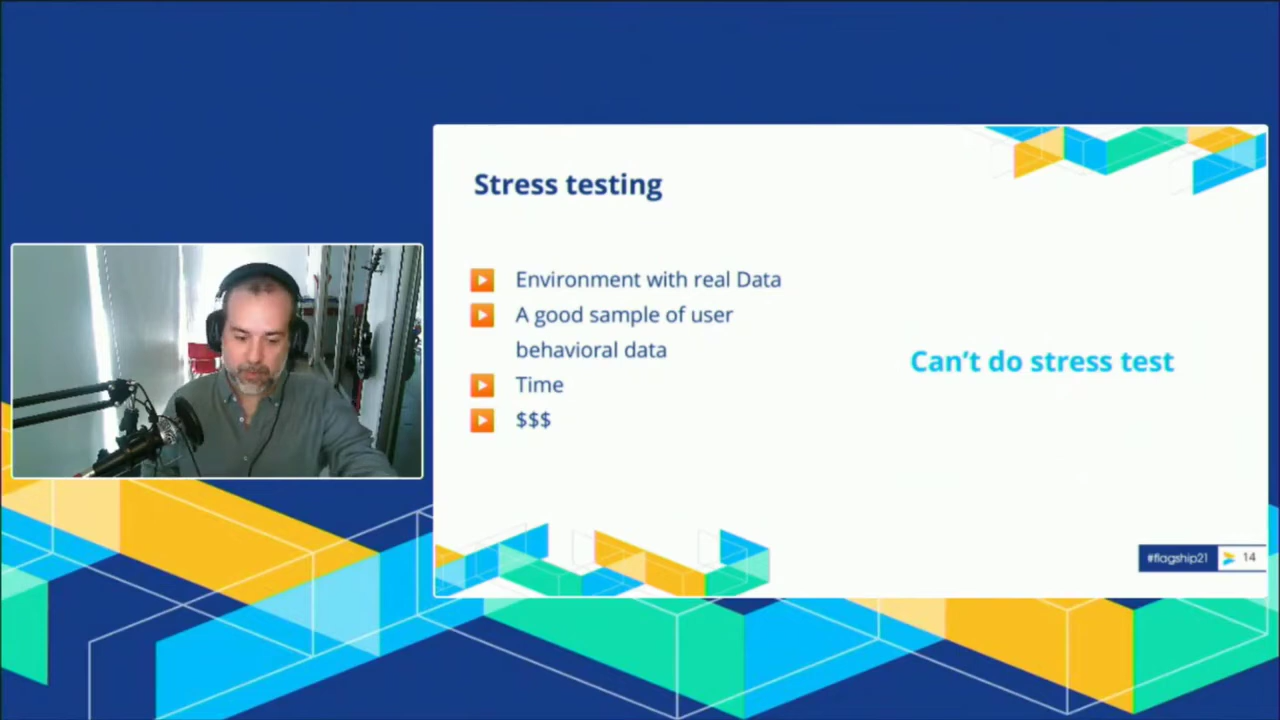 Stress testing
Environment with real Data
A good sample of user
behavioral data
Time
$$$
Can't do stress test
#flagship21
14